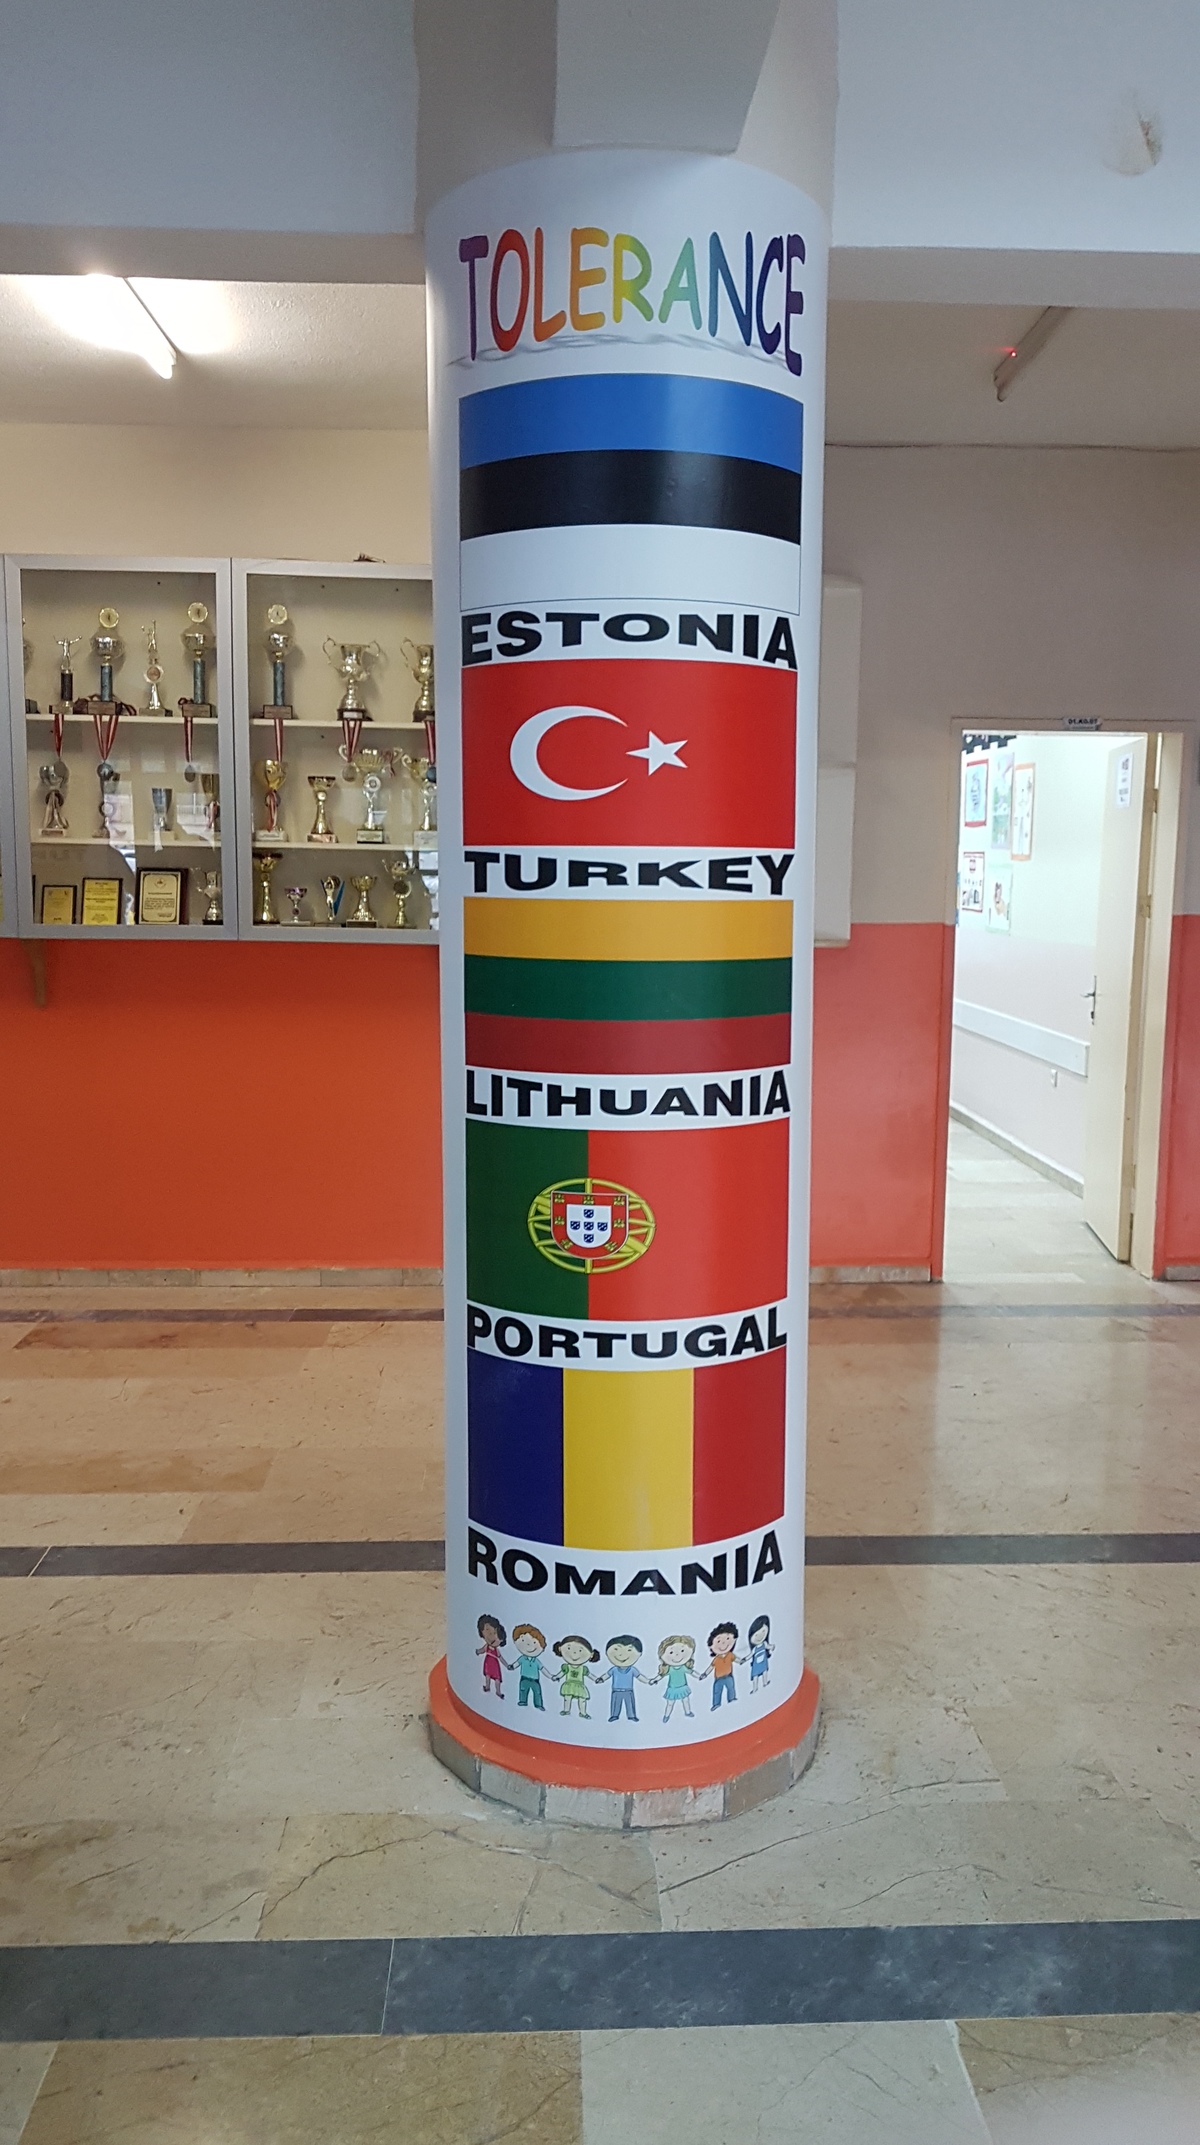 TOLERANCE
ESTONIA
TURKEY
LITHUANIA
PORTUGAL
ROMANIA